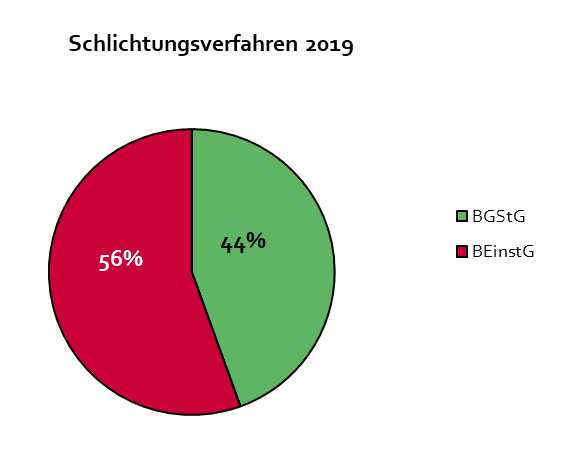 Schlichtungsverfahren 2019
44%
56%
BGStG
BEinstG